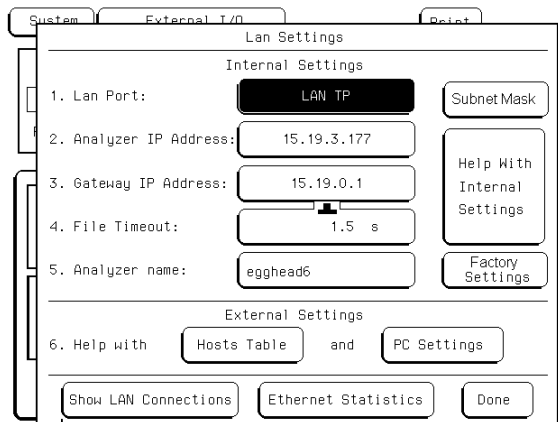 System External I/O Print
Lan Settings
Internal Settings
1. Lan Port: LAN TP Subnet Mask
2. Analyzer IP Address: 15.19.3.177
3. Gateway IP Address: 15.19.0.1
Help With
Internal
Settings
4. File Timeout: 1.5 s
5. Analyzer name: egghead6
Factory
Settings
External Settings
6. Help with Hosts Table and PC Settings
Show LAN Connections Ethernet Statistics Done